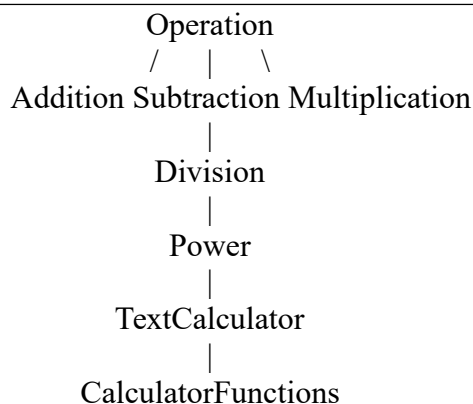 Operation
/ | \
Addition Subtraction Multiplication
|
Division
|
Power
|
TextCalculator
|
CalculatorFunctions